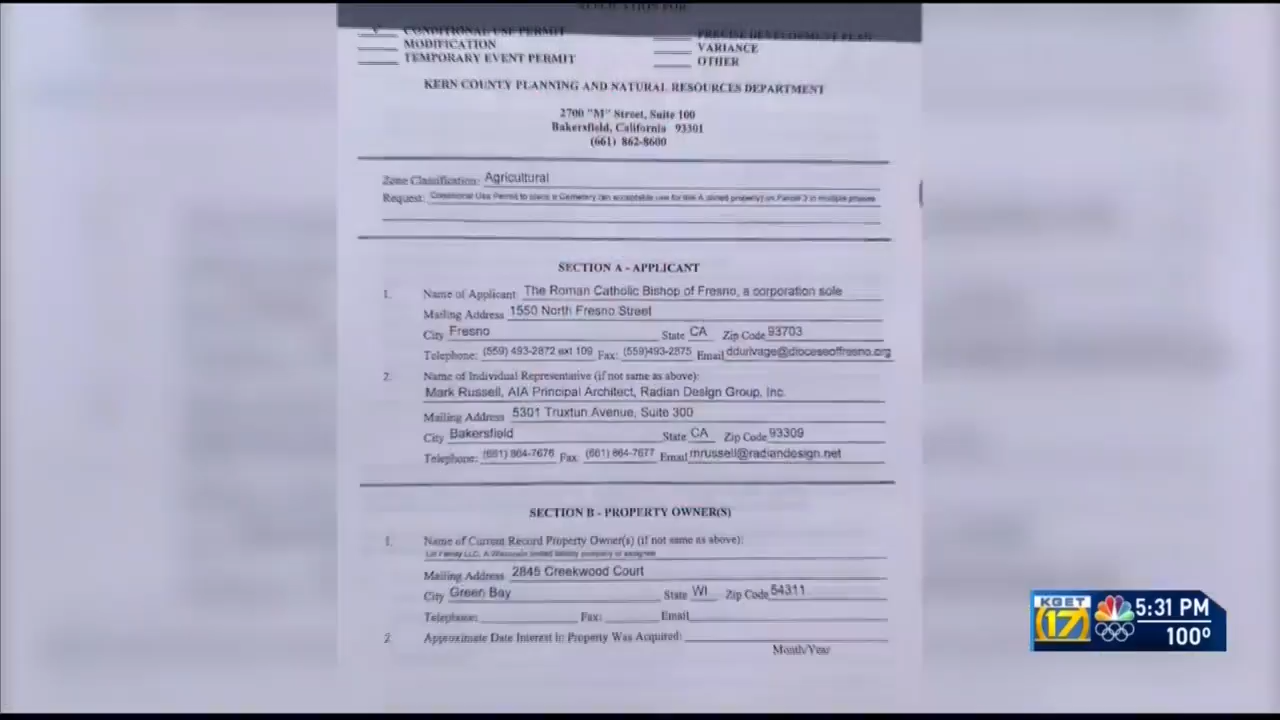 APPLICATION FOR
CONDITIONAL USE PERMIT PRECISE DEVELOPMENT PLAN
MODIFICATION VARIANCE
TEMPORARY EVENT PERMIT OTHER
KERN COUNTY PLANNING AND NATURAL RESOURCES DEPARTMENT
2700 "M" Street, Suite 100
Bakersfield, California 93301
(661) 862-8600
Zone Classification: Agricultural
Request: Conditional Use Permit to place a Cemetery (an acceptable use for the A zoned property) on Parcel 2 in multiple phases
SECTION A - APPLICANT
1. Name of Applicant The Roman Catholic Bishop of Fresno, a corporation sole
Mailing Address 1550 North Fresno Street
City Fresno State CA Zip Code 93703
Telephone: (559) 493-2872 ext 109 Fax: (559)493-2875 Email ddurivage@dioceseoffresno.org
2. Name of Individual Representative (if not same as above):
Mark Russell, AIA Principal Architect, Radian Design Group, Inc.
Mailing Address 5301 Truxtun Avenue, Suite 300
City Bakersfield State CA Zip Code 93309
Telephone: (661) 864-7676 Fax (661) 864-7677 Email mrussell@radiandesign.net
SECTION B - PROPERTY OWNER(S)
1. Name of Current Record Property Owner(s) (if not same as above):
Family LLC, A Wisconsin limited liability company or assignee
Mailing Address 2845 Creekwood Court
City Green Bay State WI Zip Code 54311
Telephone: Fax: Email
2. Approximate Date Interest in Property Was Acquired:
Month/Year
KGET
17
5:31 PM
100°